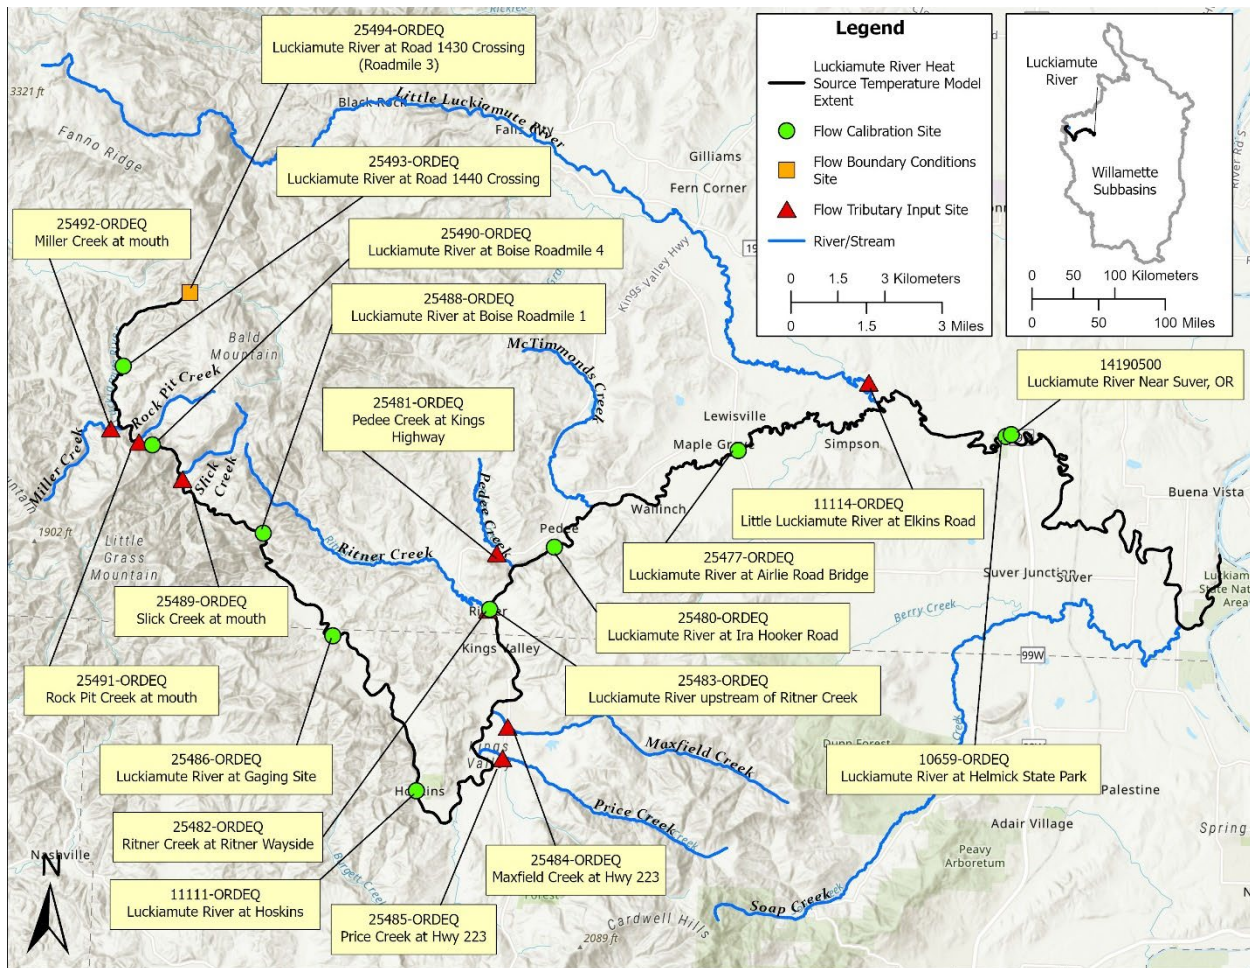 25494-ORDEQ
Luckiamute River at Road 1430 Crossing
(Roadmile 3)
Legend
Luckiamute River Heat
Source Temperature Model
Extent
Flow Calibration Site
Flow Boundary Conditions
Site
Flow Tributary Input Site
River/Stream
0 1.5 3 Kilometers
0 1.5 3 Miles
Luckiamute
River
Willamette
Subbasins
0 50 100 Kilometers
0 50 100 Miles
River Rd S
3321 ft
Fanno Ridge
Black Rock
Little Luckiamute River
Falls City
Gilliams
Fern Corner
Kings Valley Hwy
25493-ORDEQ
Luckiamute River at Road 1440 Crossing
25492-ORDEQ
Miller Creek at mouth
25490-ORDEQ
Luckiamute River at Boise Roadmile 4
25488-ORDEQ
Luckiamute River at Boise Roadmile 1
Bald
Mountain
McTimmonds
Creek
14190500
Luckiamute River Near Suver, OR
Rock Pit Creek
25481-ORDEQ
Pedee Creek at Kings
Highway
Lewisville
Maple Grove
Simpson
Miller Creek
Slick
Creek
Pedee Creek
Buena Vista
1902 ft
Little
Grass
Mountain
Ritner Creek
Pedee
11114-ORDEQ
Little Luckiamute River at Elkins Road
25477-ORDEQ
Luckiamute River at Airlie Road Bridge
Suver Junction
Suver
Luckiamute
State Natural
Area
25489-ORDEQ
Slick Creek at mouth
Berry Creek
25480-ORDEQ
Luckiamute River at Ira Hooker Road
Kings Valley
99W
25491-ORDEQ
Rock Pit Creek at mouth
25483-ORDEQ
Luckiamute River upstream of Ritner Creek
Kings
Valley
Maxfield Creek
Dunn Forest
25486-ORDEQ
Luckiamute River at Gaging Site
10659-ORDEQ
Luckiamute River at Helmick State Park
Hoskins
Price Creek
Palestine
25482-ORDEQ
Ritner Creek at Ritner Wayside
Adair Village
Nashville
N
25484-ORDEQ
Maxfield Creek at Hwy 223
Peavy
Arboretum
11111-ORDEQ
Luckiamute River at Hoskins
Burgett Creek
25485-ORDEQ
Price Creek at Hwy 223
Soap Creek
Cardwell Hills
2089 ft